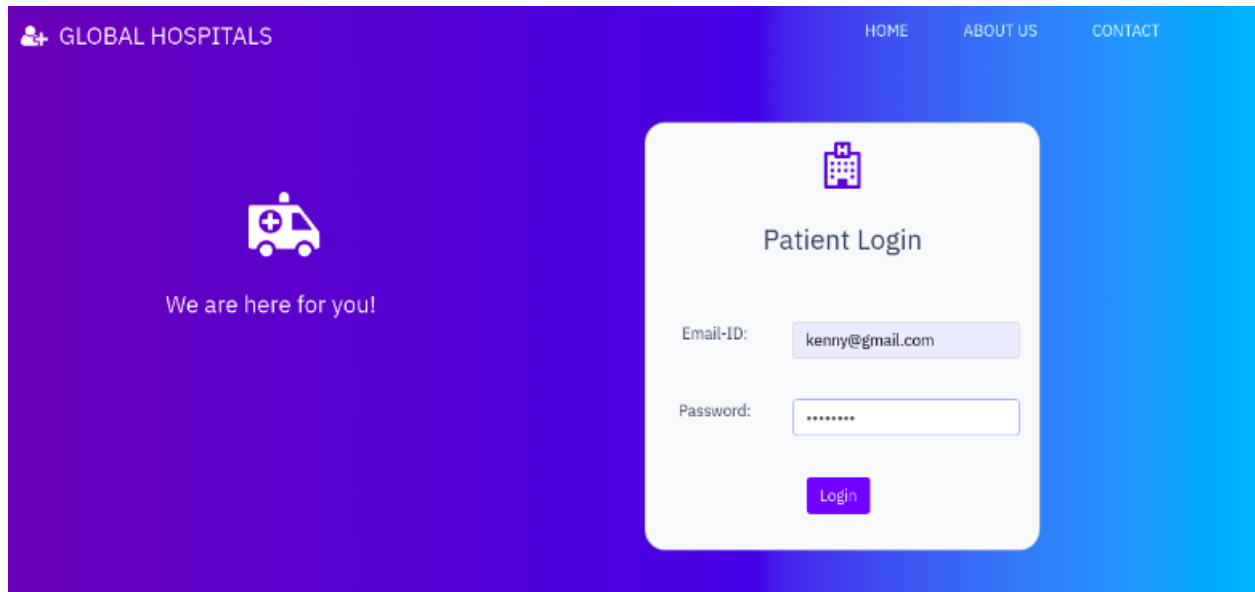 GLOBAL HOSPITALS
HOME ABOUT US CONTACT
We are here for you!
H
Patient Login
Email-ID: kenny@gmail.com
Password: ••••••••
Login